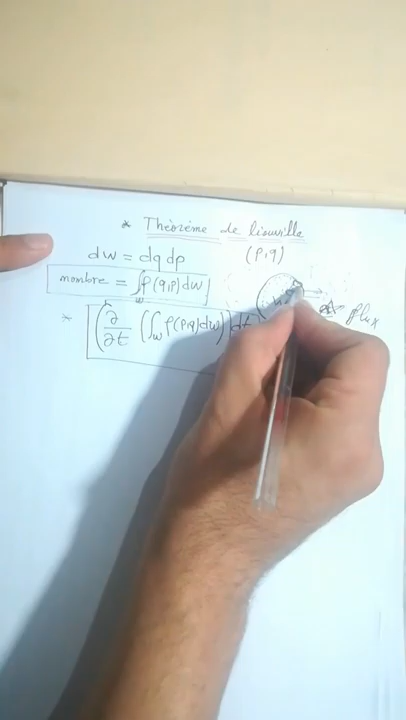 * Théorème de liouville
dw = dq dp (p,q)
nombre = ∫w ρ(q,p) dw
* (∂/∂t (∫w ρ(p,q) dw)) dt
flux